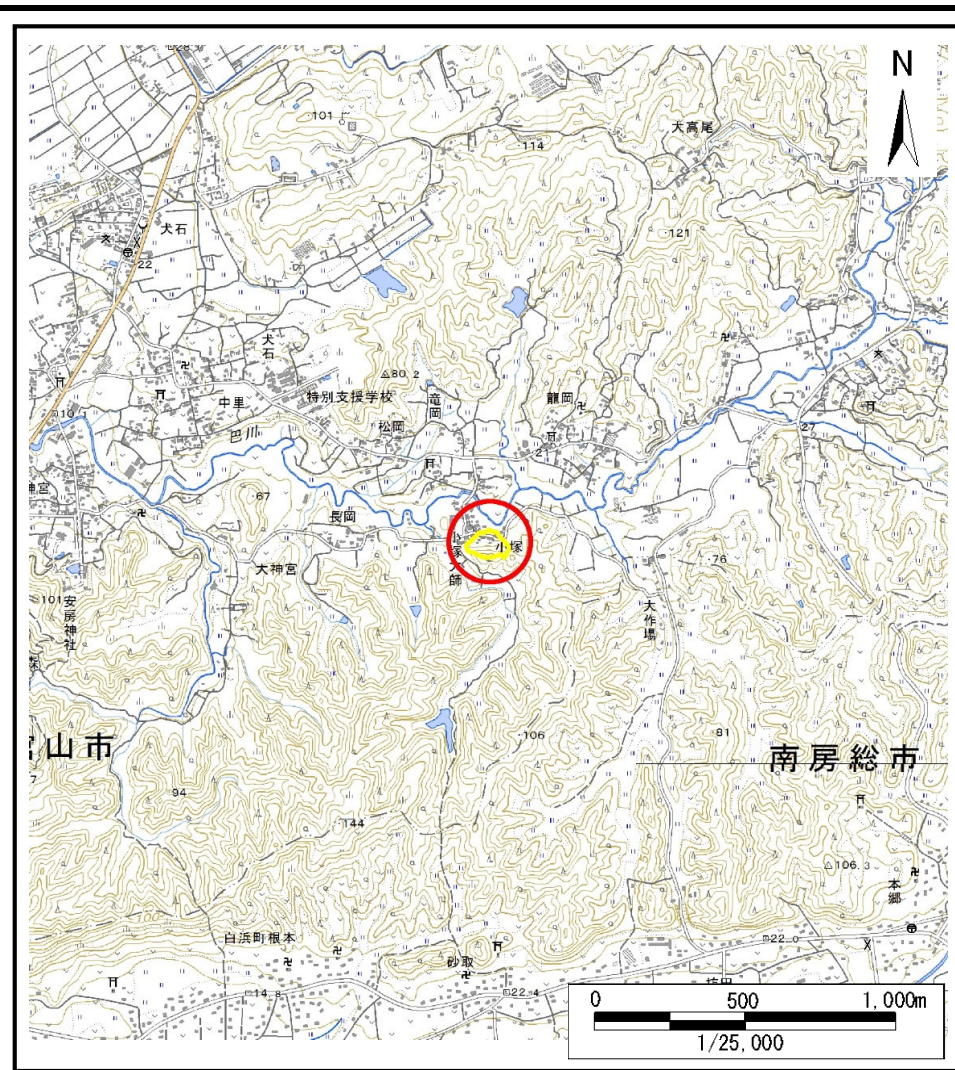 N
・101
・114
大高尾
・121
犬石
22
犬石
△80.2
特別支援学校
竜岡
龍岡
中里
松岡
10.1
巴川
21
27
神宮
・67
長岡
小塚大師
小塚
・76
大神宮
大作場
・101
安房神社
・106
・81
山市
南房総市
94
・144
△106.3
本郷
白浜町根本
22.0
砂取
14.8
22.4
0 500 1,000m
1/25,000